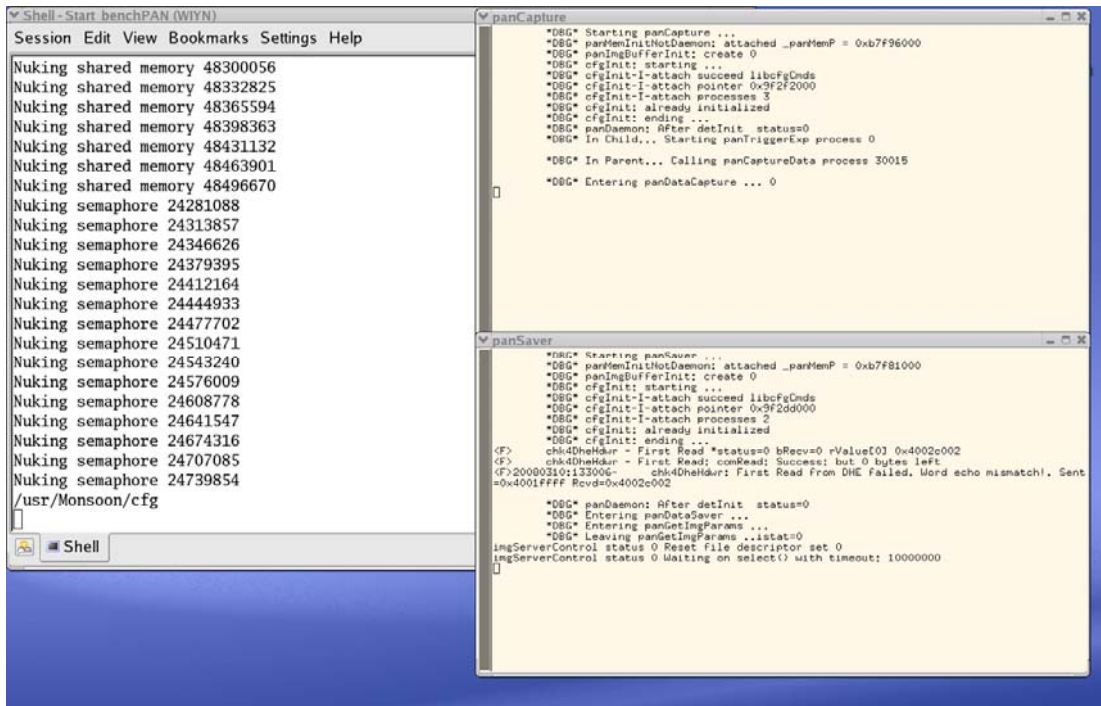 Shell - Start benchPAN (WIYN)
Session Edit View Bookmarks Settings Help
Nuking shared memory 48300056
Nuking shared memory 48332825
Nuking shared memory 48365594
Nuking shared memory 48398363
Nuking shared memory 48431132
Nuking shared memory 48463901
Nuking shared memory 48496670
Nuking semaphore 24281088
Nuking semaphore 24313857
Nuking semaphore 24346626
Nuking semaphore 24379395
Nuking semaphore 24412164
Nuking semaphore 24444933
Nuking semaphore 24477702
Nuking semaphore 24510471
Nuking semaphore 24543240
Nuking semaphore 24576009
Nuking semaphore 24608778
Nuking semaphore 24641547
Nuking semaphore 24674316
Nuking semaphore 24707085
Nuking semaphore 24739854
/usr/Monsoon/cfg
Shell
panCapture
*DBG* Starting panCapture ...
*DBG* panMemInitNotDaemon: attached _panMemP = 0xb7f96000
*DBG* panImgBufferInit: create 0
*DBG* cfgInit: starting ...
*DBG* cfgInit-I-attach succeed libcfgCmds
*DBG* cfgInit-I-attach pointer 0x9f2f2000
*DBG* cfgInit-I-attach processes 3
*DBG* cfgInit: already initialized
*DBG* cfgInit: ending ...
*DBG* panDaemon: After detInit status=0
*DBG* In Child... Starting panTriggerExp process 0
*DBG* In Parent... Calling panCaptureData process 30015
*DBG* Entering panDataCapture ... 0
panSaver
*DBG* Starting panSaver ...
*DBG* panMemInitNotDaemon: attached _panMemP = 0xb7f81000
*DBG* panImgBufferInit: create 0
*DBG* cfgInit: starting ...
*DBG* cfgInit-I-attach succeed libcfgCmds
*DBG* cfgInit-I-attach pointer 0x9f2dd000
*DBG* cfgInit-I-attach processes 2
*DBG* cfgInit: already initialized
*DBG* cfgInit: ending ...
<F> chk4DheHdwr - First Read *status=0 bRecv=0 rValue[0] 0x4002c002
<F> chk4DheHdwr - First Read; comRead: Success; but 0 bytes left
<F>20080310:133006- chk4DheHdwr: First Read from DHE failed. Word echo mismatch!. Sent
=0x4001ffff Rcvd=0x4002c002
*DBG* panDaemon: After detInit status=0
*DBG* Entering panDataSaver ...
*DBG* Entering panGetImgParams ...
*DBG* Leaving panGetImgParams ..istat=0
imgServerControl status 0 Reset file descriptor set 0
imgServerControl status 0 Waiting on select() with timeout: 10000000